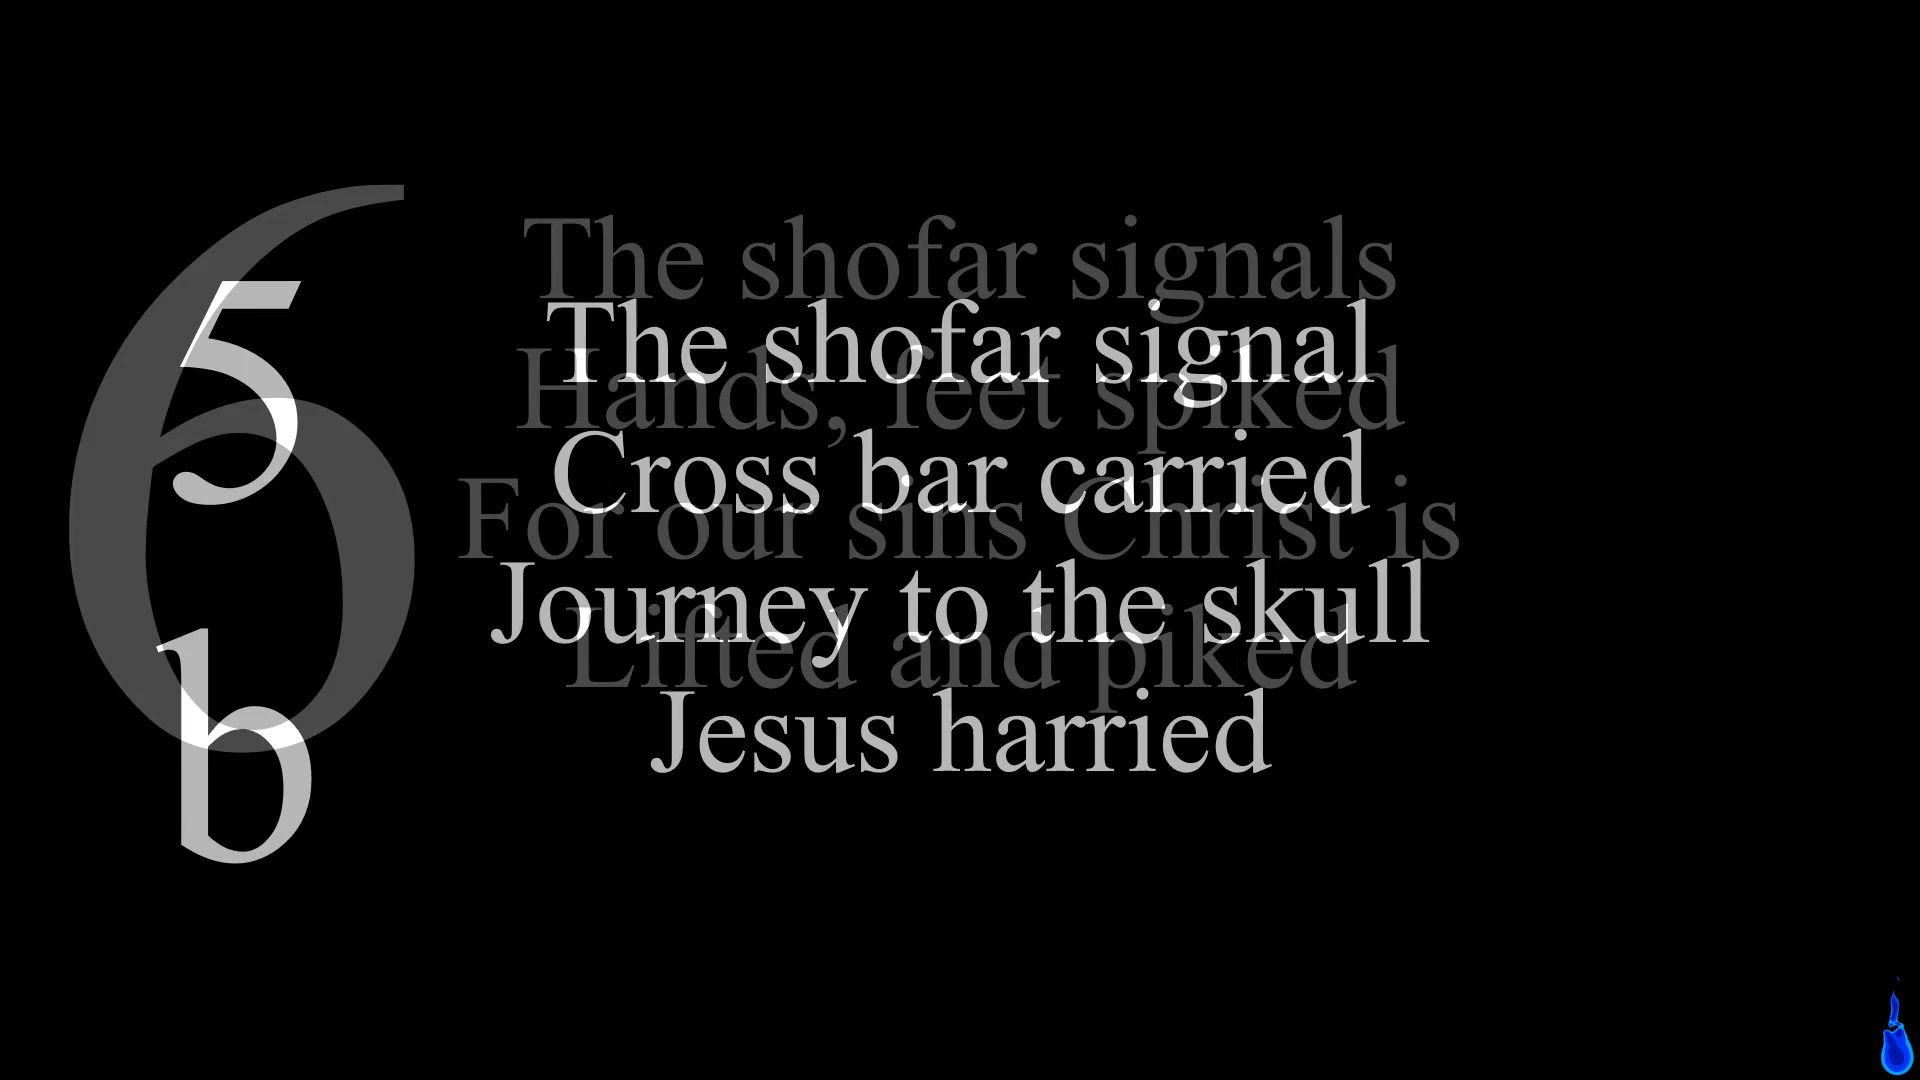 5
b
The shofar signal
Cross bar carried
Journey to the skull
Jesus harried
6
The shofar signals
Hands, feet spiked
For our sins Christ is
Lifted and piked